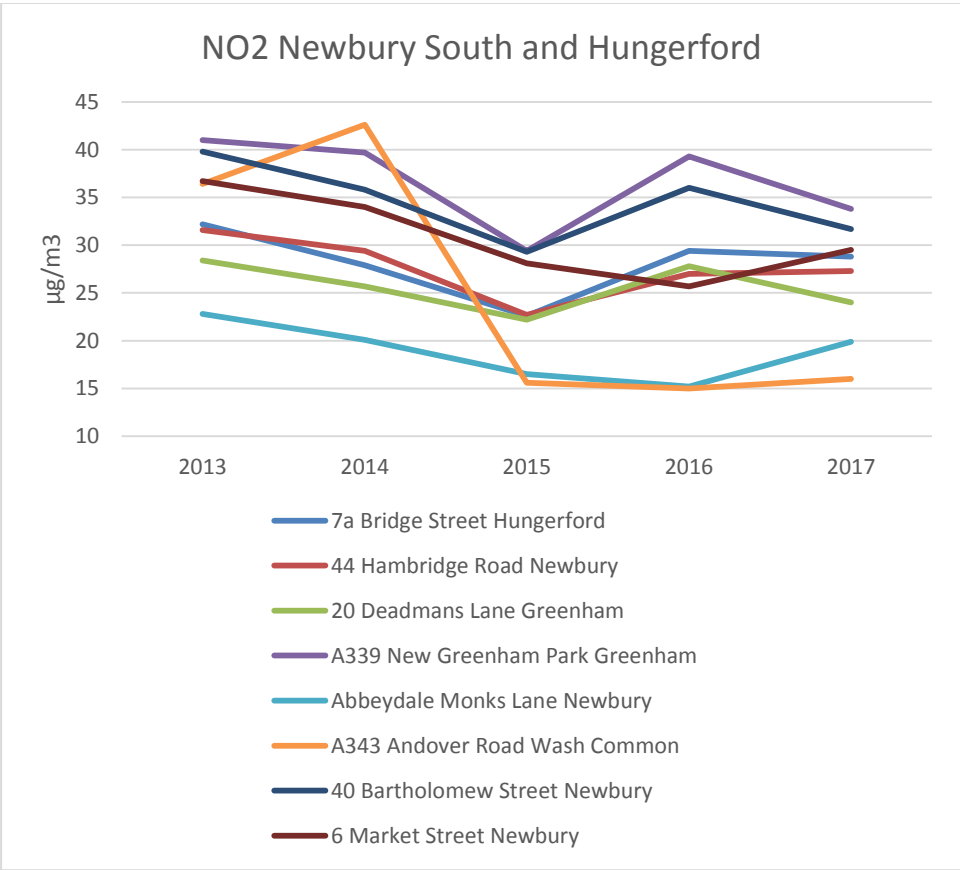 NO2 Newbury South and Hungerford
45
40
35
30
25
20
15
10
µg/m3
2013 2014 2015 2016 2017
7a Bridge Street Hungerford
44 Hambridge Road Newbury
20 Deadmans Lane Greenham
A339 New Greenham Park Greenham
Abbeydale Monks Lane Newbury
A343 Andover Road Wash Common
40 Bartholomew Street Newbury
6 Market Street Newbury